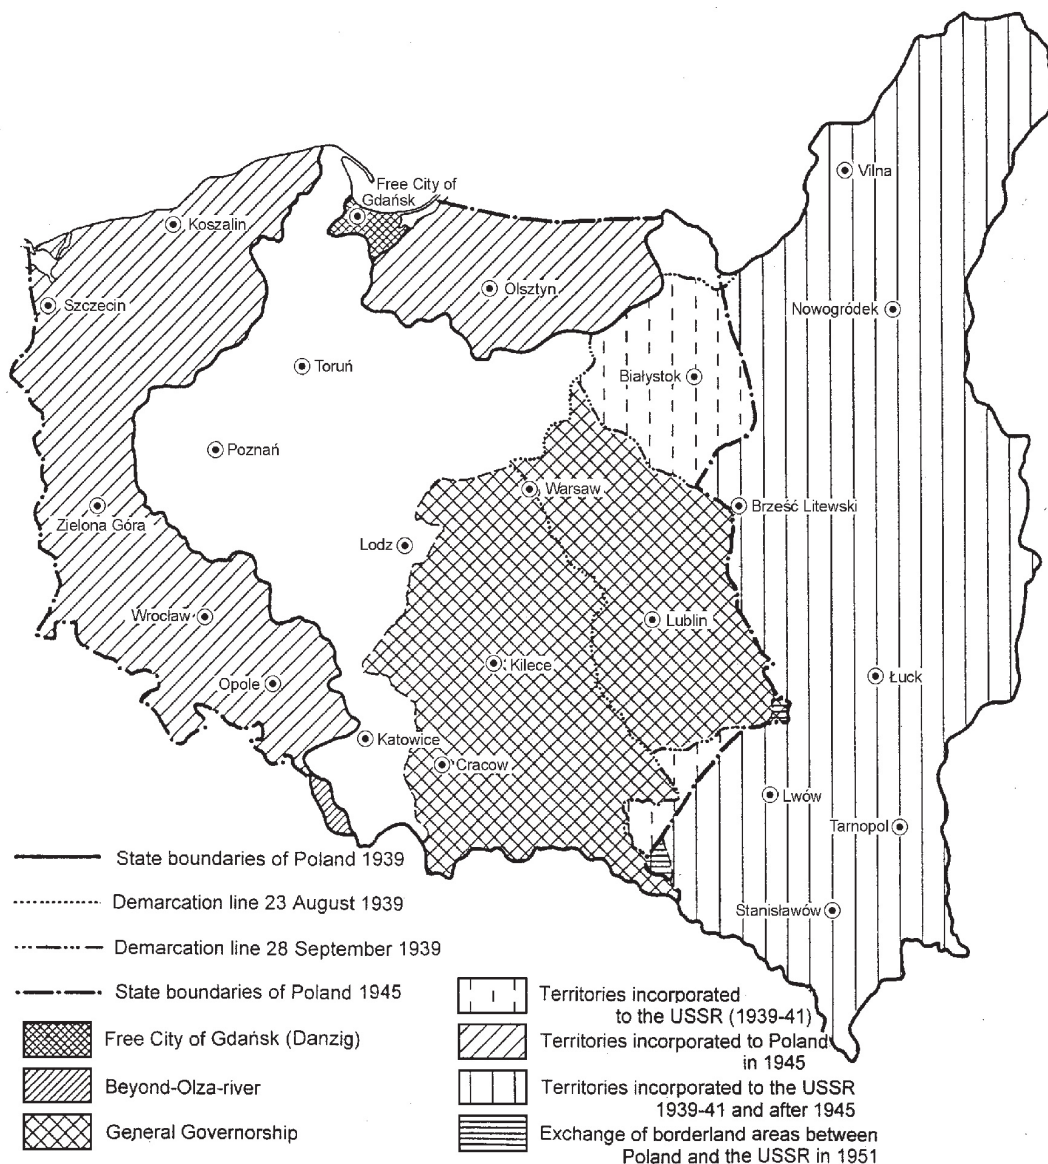 Vilna
Free City of
Gdańsk
Koszalin
Olsztyn
Szczecin
Nowogródek
Toruń
Białystok
Poznań
Warsaw
Brześć Litewski
Zielona Góra
Lodz
Wrocław
Lublin
Kilece
Opole
Łuck
Katowice
Cracow
Lwów
Tarnopol
Stanisławów
State boundaries of Poland 1939
Demarcation line 23 August 1939
Demarcation line 28 September 1939
State boundaries of Poland 1945
Free City of Gdańsk (Danzig)
Beyond-Olza-river
General Governorship
Territories incorporated
to the USSR (1939-41)
Territories incorporated to Poland
in 1945
Territories incorporated to the USSR
1939-41 and after 1945
Exchange of borderland areas between
Poland and the USSR in 1951